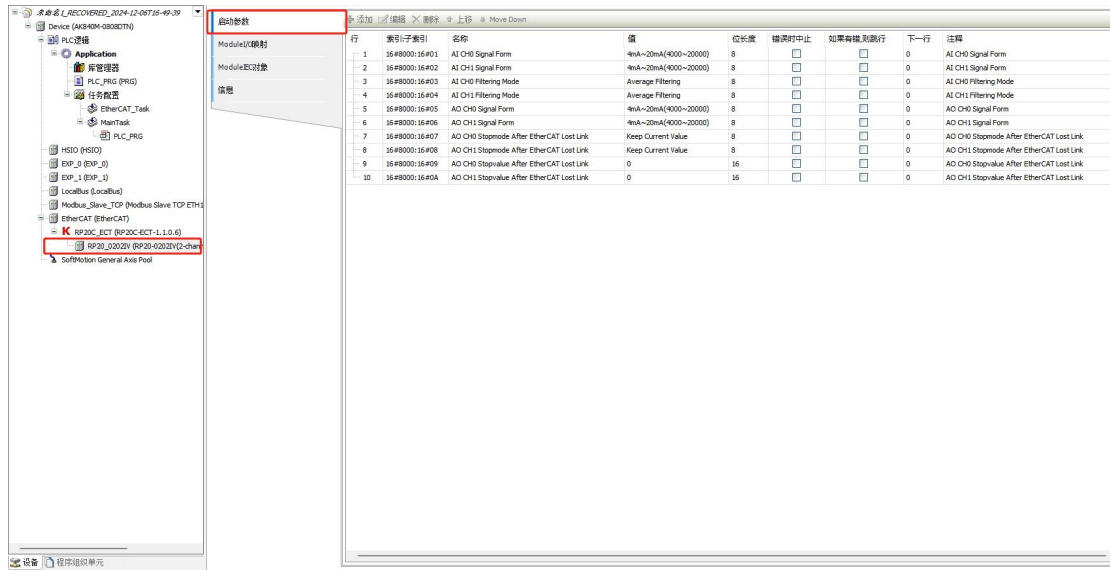 未命名1_RECOVERED_2024-12-06T16-49-39
Device (AK840M-0808DTN)
PLC逻辑
Application
库管理器
PLC_PRG (PRG)
任务配置
EtherCAT_Task
MainTask
PLC_PRG
HSIO (HSIO)
EXP_0 (EXP_0)
EXP_1 (EXP_1)
LocalBus (LocalBus)
Modbus_Slave_TCP (Modbus Slave TCP ETH1
EtherCAT (EtherCAT)
RP20C_ECT (RP20C-ECT-1.1.0.6)
RP20_0202IV (RP20-0202IV(2-chan
SoftMotion General Axis Pool
设备 程序组织单元
启动参数
ModuleI/O映射
ModuleIEC对象
信息
添加 编辑 删除 上移 Move Down
行 索引:子索引 名称 值 位长度 错误时中止 如果有错,则跳行 下一行 注释
1 16#8000:16#01 AI CH0 Signal Form 4mA~20mA(4000~20000) 8 0 AI CH0 Signal Form
2 16#8000:16#02 AI CH1 Signal Form 4mA~20mA(4000~20000) 8 0 AI CH1 Signal Form
3 16#8000:16#03 AI CH0 Filtering Mode Average Filtering 8 0 AI CH0 Filtering Mode
4 16#8000:16#04 AI CH1 Filtering Mode Average Filtering 8 0 AI CH1 Filtering Mode
5 16#8000:16#05 AO CH0 Signal Form 4mA~20mA(4000~20000) 8 0 AO CH0 Signal Form
6 16#8000:16#06 AO CH1 Signal Form 4mA~20mA(4000~20000) 8 0 AO CH1 Signal Form
7 16#8000:16#07 AO CH0 Stopmode After EtherCAT Lost Link Keep Current Value 8 0 AO CH0 Stopmode After EtherCAT Lost Link
8 16#8000:16#08 AO CH1 Stopmode After EtherCAT Lost Link Keep Current Value 8 0 AO CH1 Stopmode After EtherCAT Lost Link
9 16#8000:16#09 AO CH0 Stopvalue After EtherCAT Lost Link 0 16 0 AO CH0 Stopvalue After EtherCAT Lost Link
10 16#8000:16#0A AO CH1 Stopvalue After EtherCAT Lost Link 0 16 0 AO CH1 Stopvalue After EtherCAT Lost Link